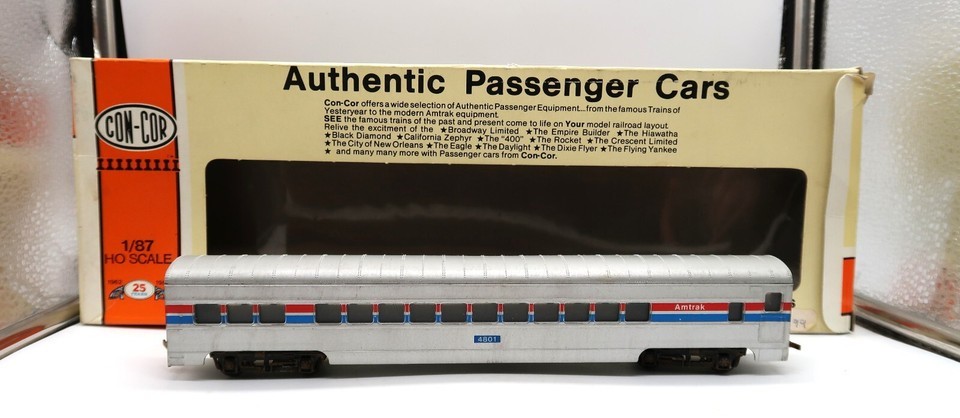 Authentic Passenger Cars
Con-Cor offers a wide selection of Authentic Passenger Equipment...from the famous Trains of
Yesteryear to the modern Amtrak equipment.
SEE the famous trains of the past and present come to life on Your model railroad layout.
Relive the excitment of the ★Broadway Limited ★The Empire Builder ★The Hiawatha
★Black Diamond ★California Zephyr ★The "400" ★The Rocket ★The Crescent Limited
★The City of New Orleans ★The Eagle ★The Daylight ★The Dixie Flyer ★The Flying Yankee
★ and many many more with Passenger cars from Con-Cor.
CON-COR
1/87
HO SCALE
25
Amtrak
4801